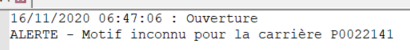 16/11/2020 06:47:06 : Ouverture
ALERTE - Motif inconnu pour la carrière P0022141